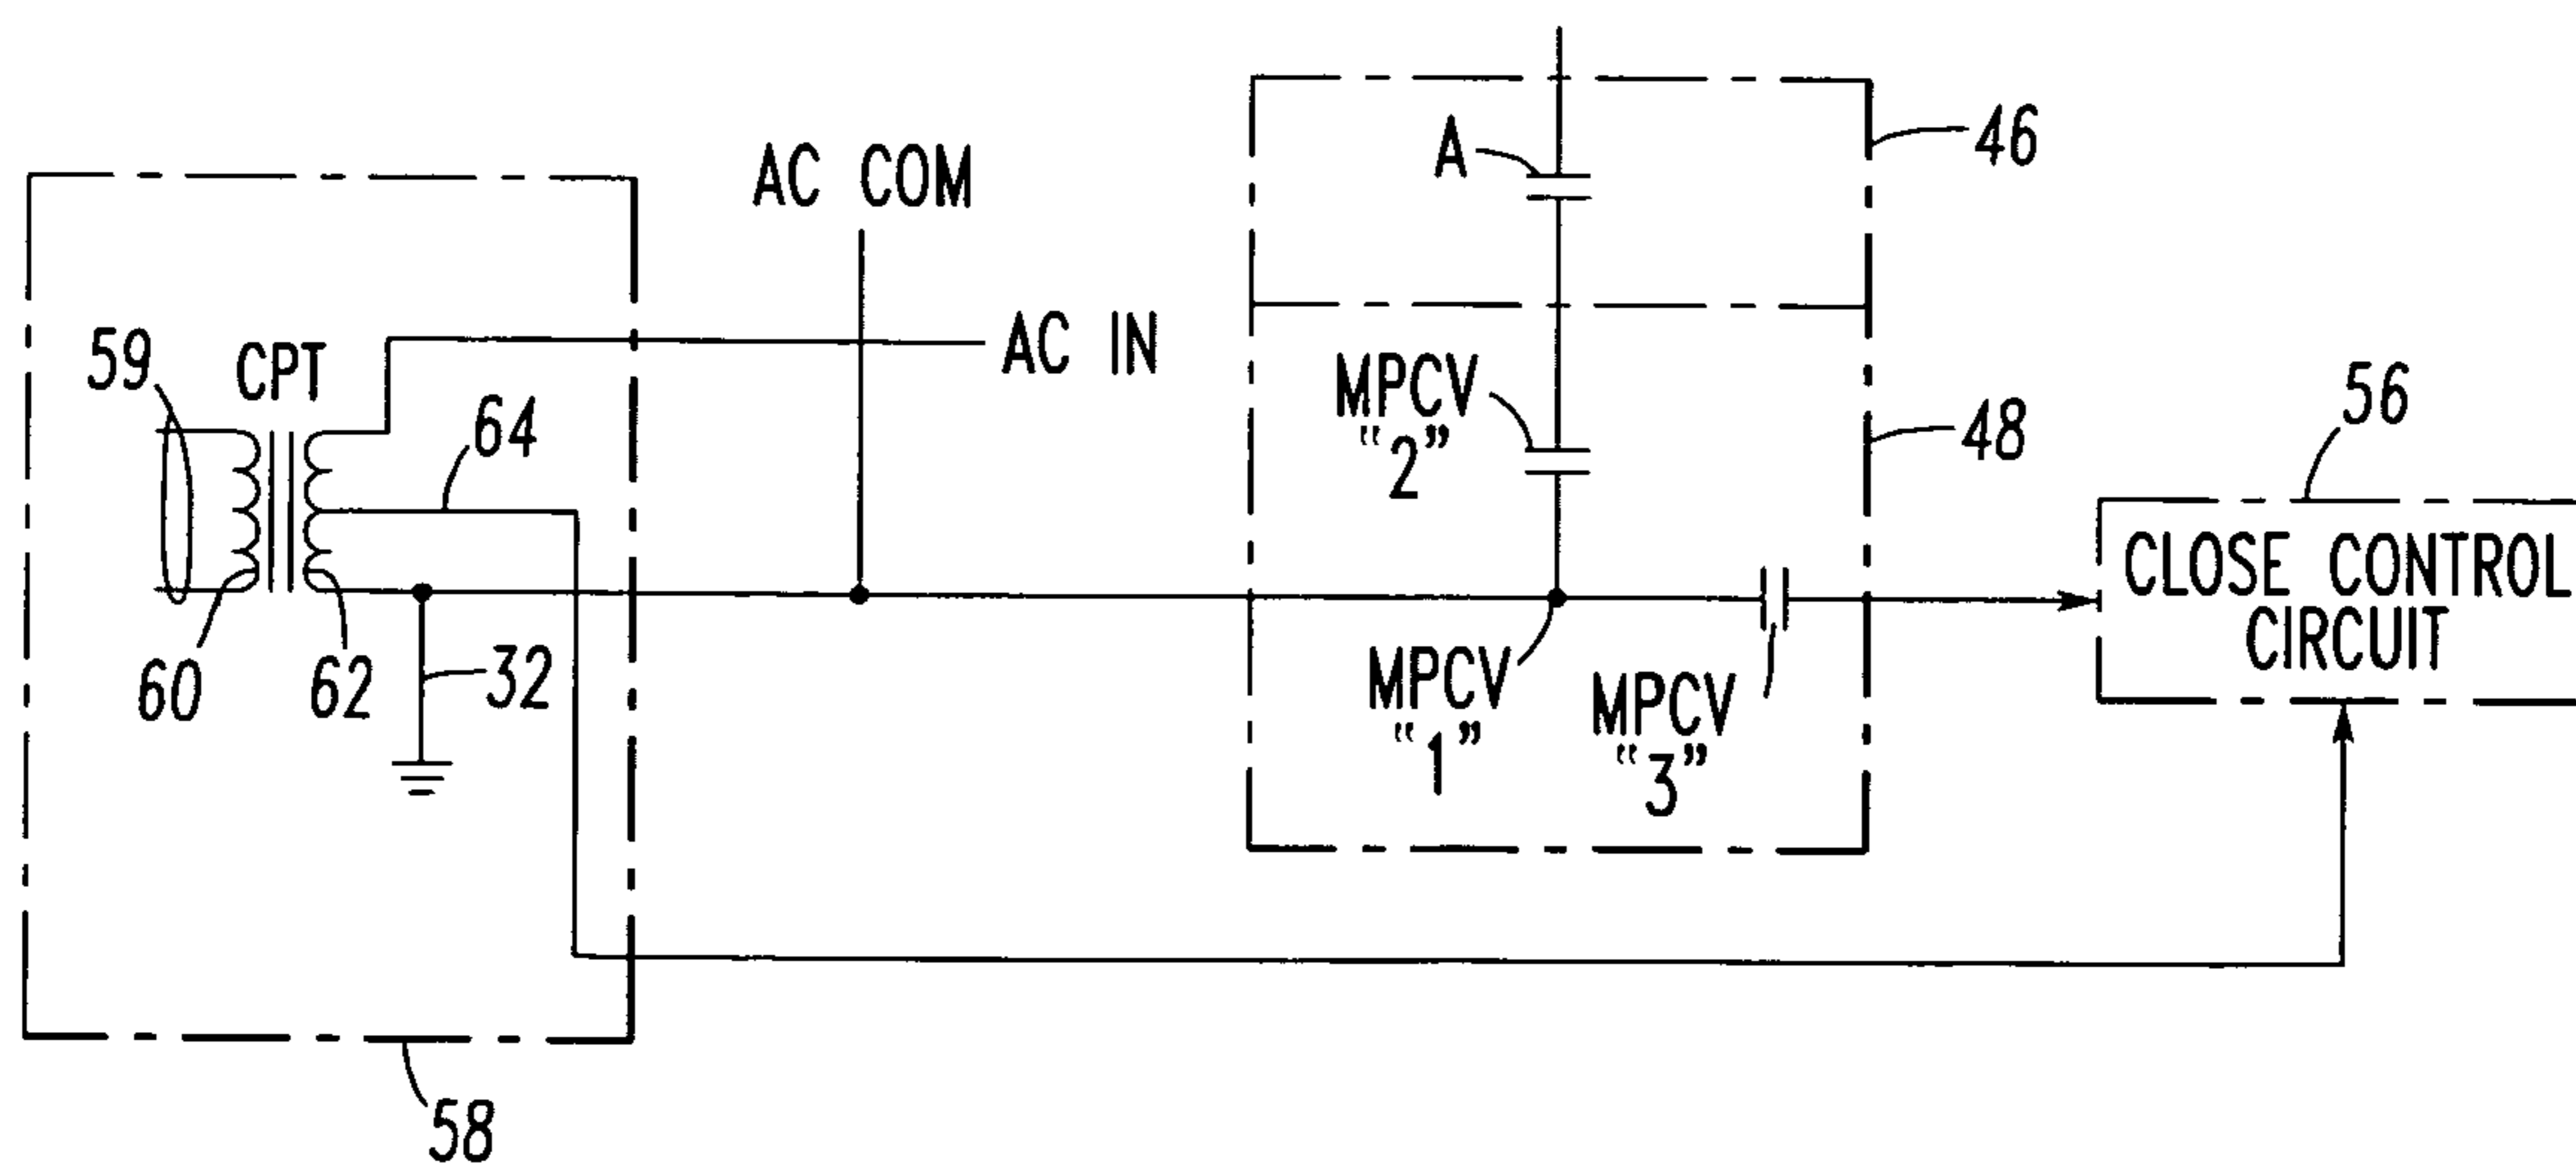 46
A
AC COM
AC IN
59
CPT
64
MPCV
"2"
48
56
CLOSE CONTROL
CIRCUIT
60
62
32
MPCV
"1"
MPCV
"3"
58